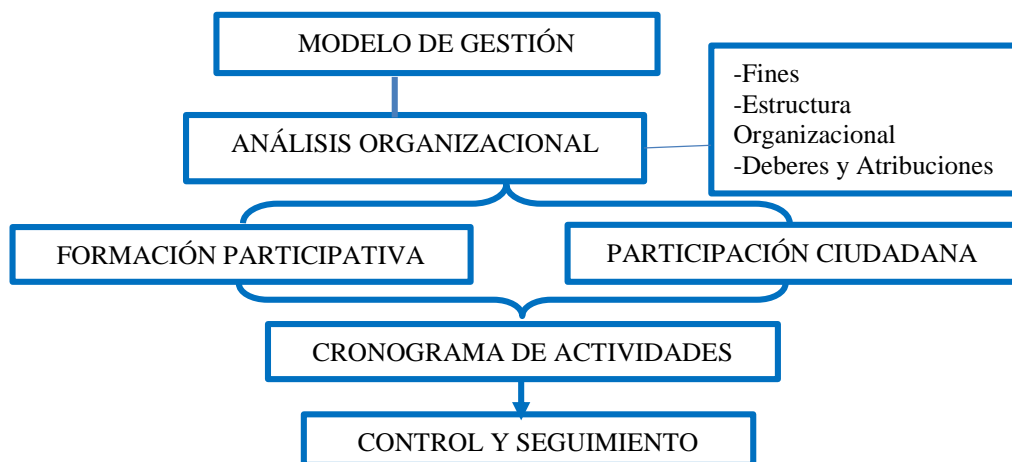 MODELO DE GESTIÓN
-Fines
-Estructura
Organizacional
-Deberes y Atribuciones
ANÁLISIS ORGANIZACIONAL
FORMACIÓN PARTICIPATIVA
PARTICIPACIÓN CIUDADANA
CRONOGRAMA DE ACTIVIDADES
CONTROL Y SEGUIMIENTO